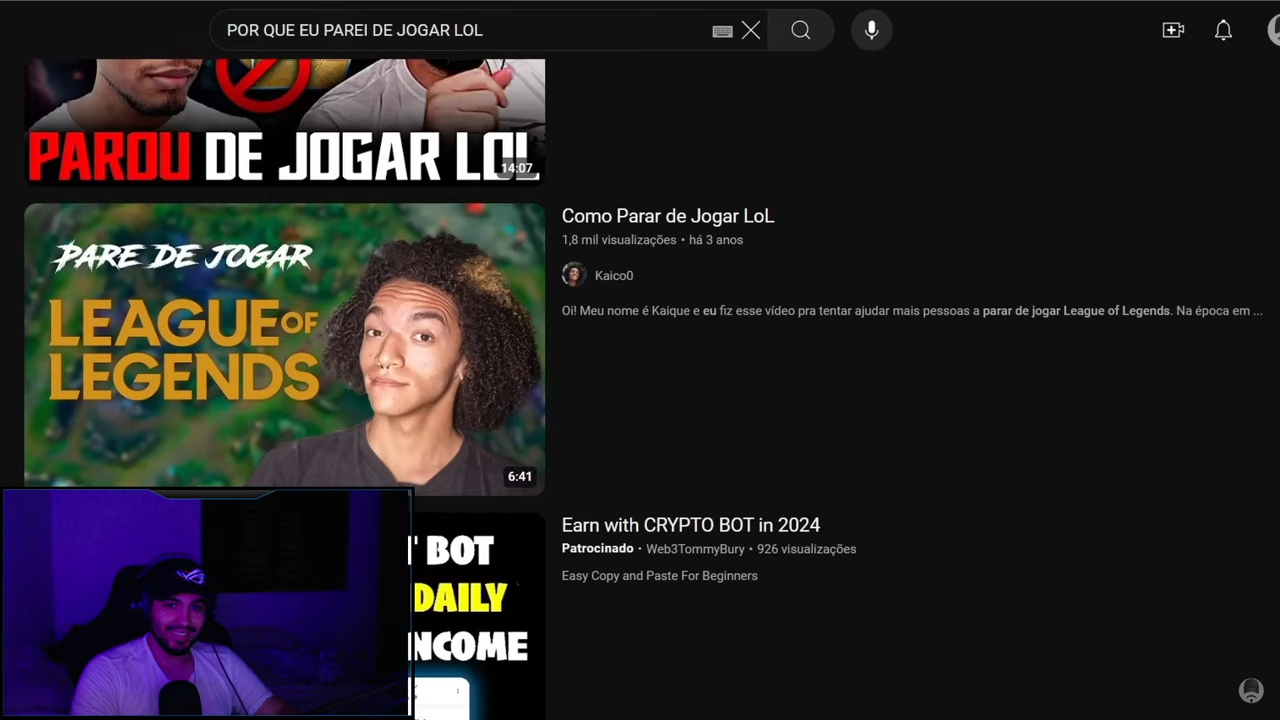 POR QUE EU PAREI DE JOGAR LOL
PAROU DE JOGAR LOL
14:07
PARE DE JOGAR
LEAGUE OF
LEGENDS
6:41
Como Parar de Jogar LoL
1,8 mil visualizações • há 3 anos
Kaico0
Oi! Meu nome é Kaique e eu fiz esse vídeo pra tentar ajudar mais pessoas a parar de jogar League of Legends. Na época em ...
BOT
DAILY
INCOME
Earn with CRYPTO BOT in 2024
Patrocinado • Web3TommyBury • 926 visualizações
Easy Copy and Paste For Beginners